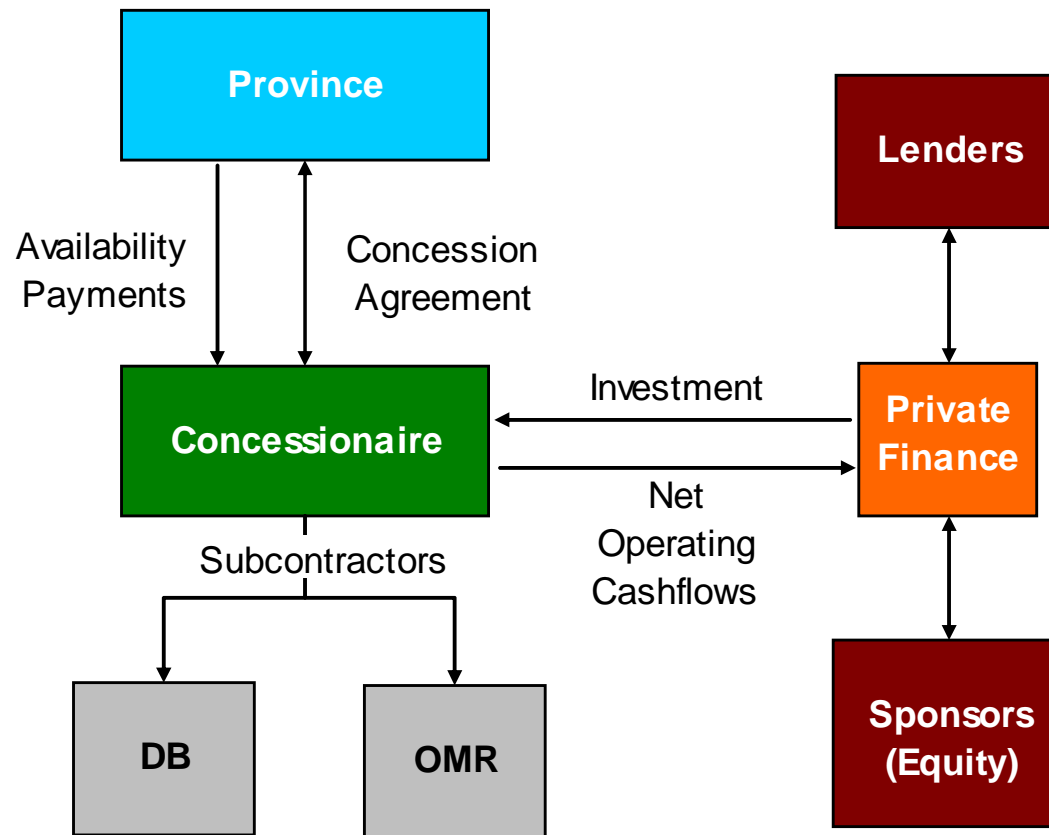 Province
Lenders
Availability
Payments
Concession
Agreement
Concessionaire
Investment
Private
Finance
Net
Operating
Cashflows
Subcontractors
DB
OMR
Sponsors
(Equity)